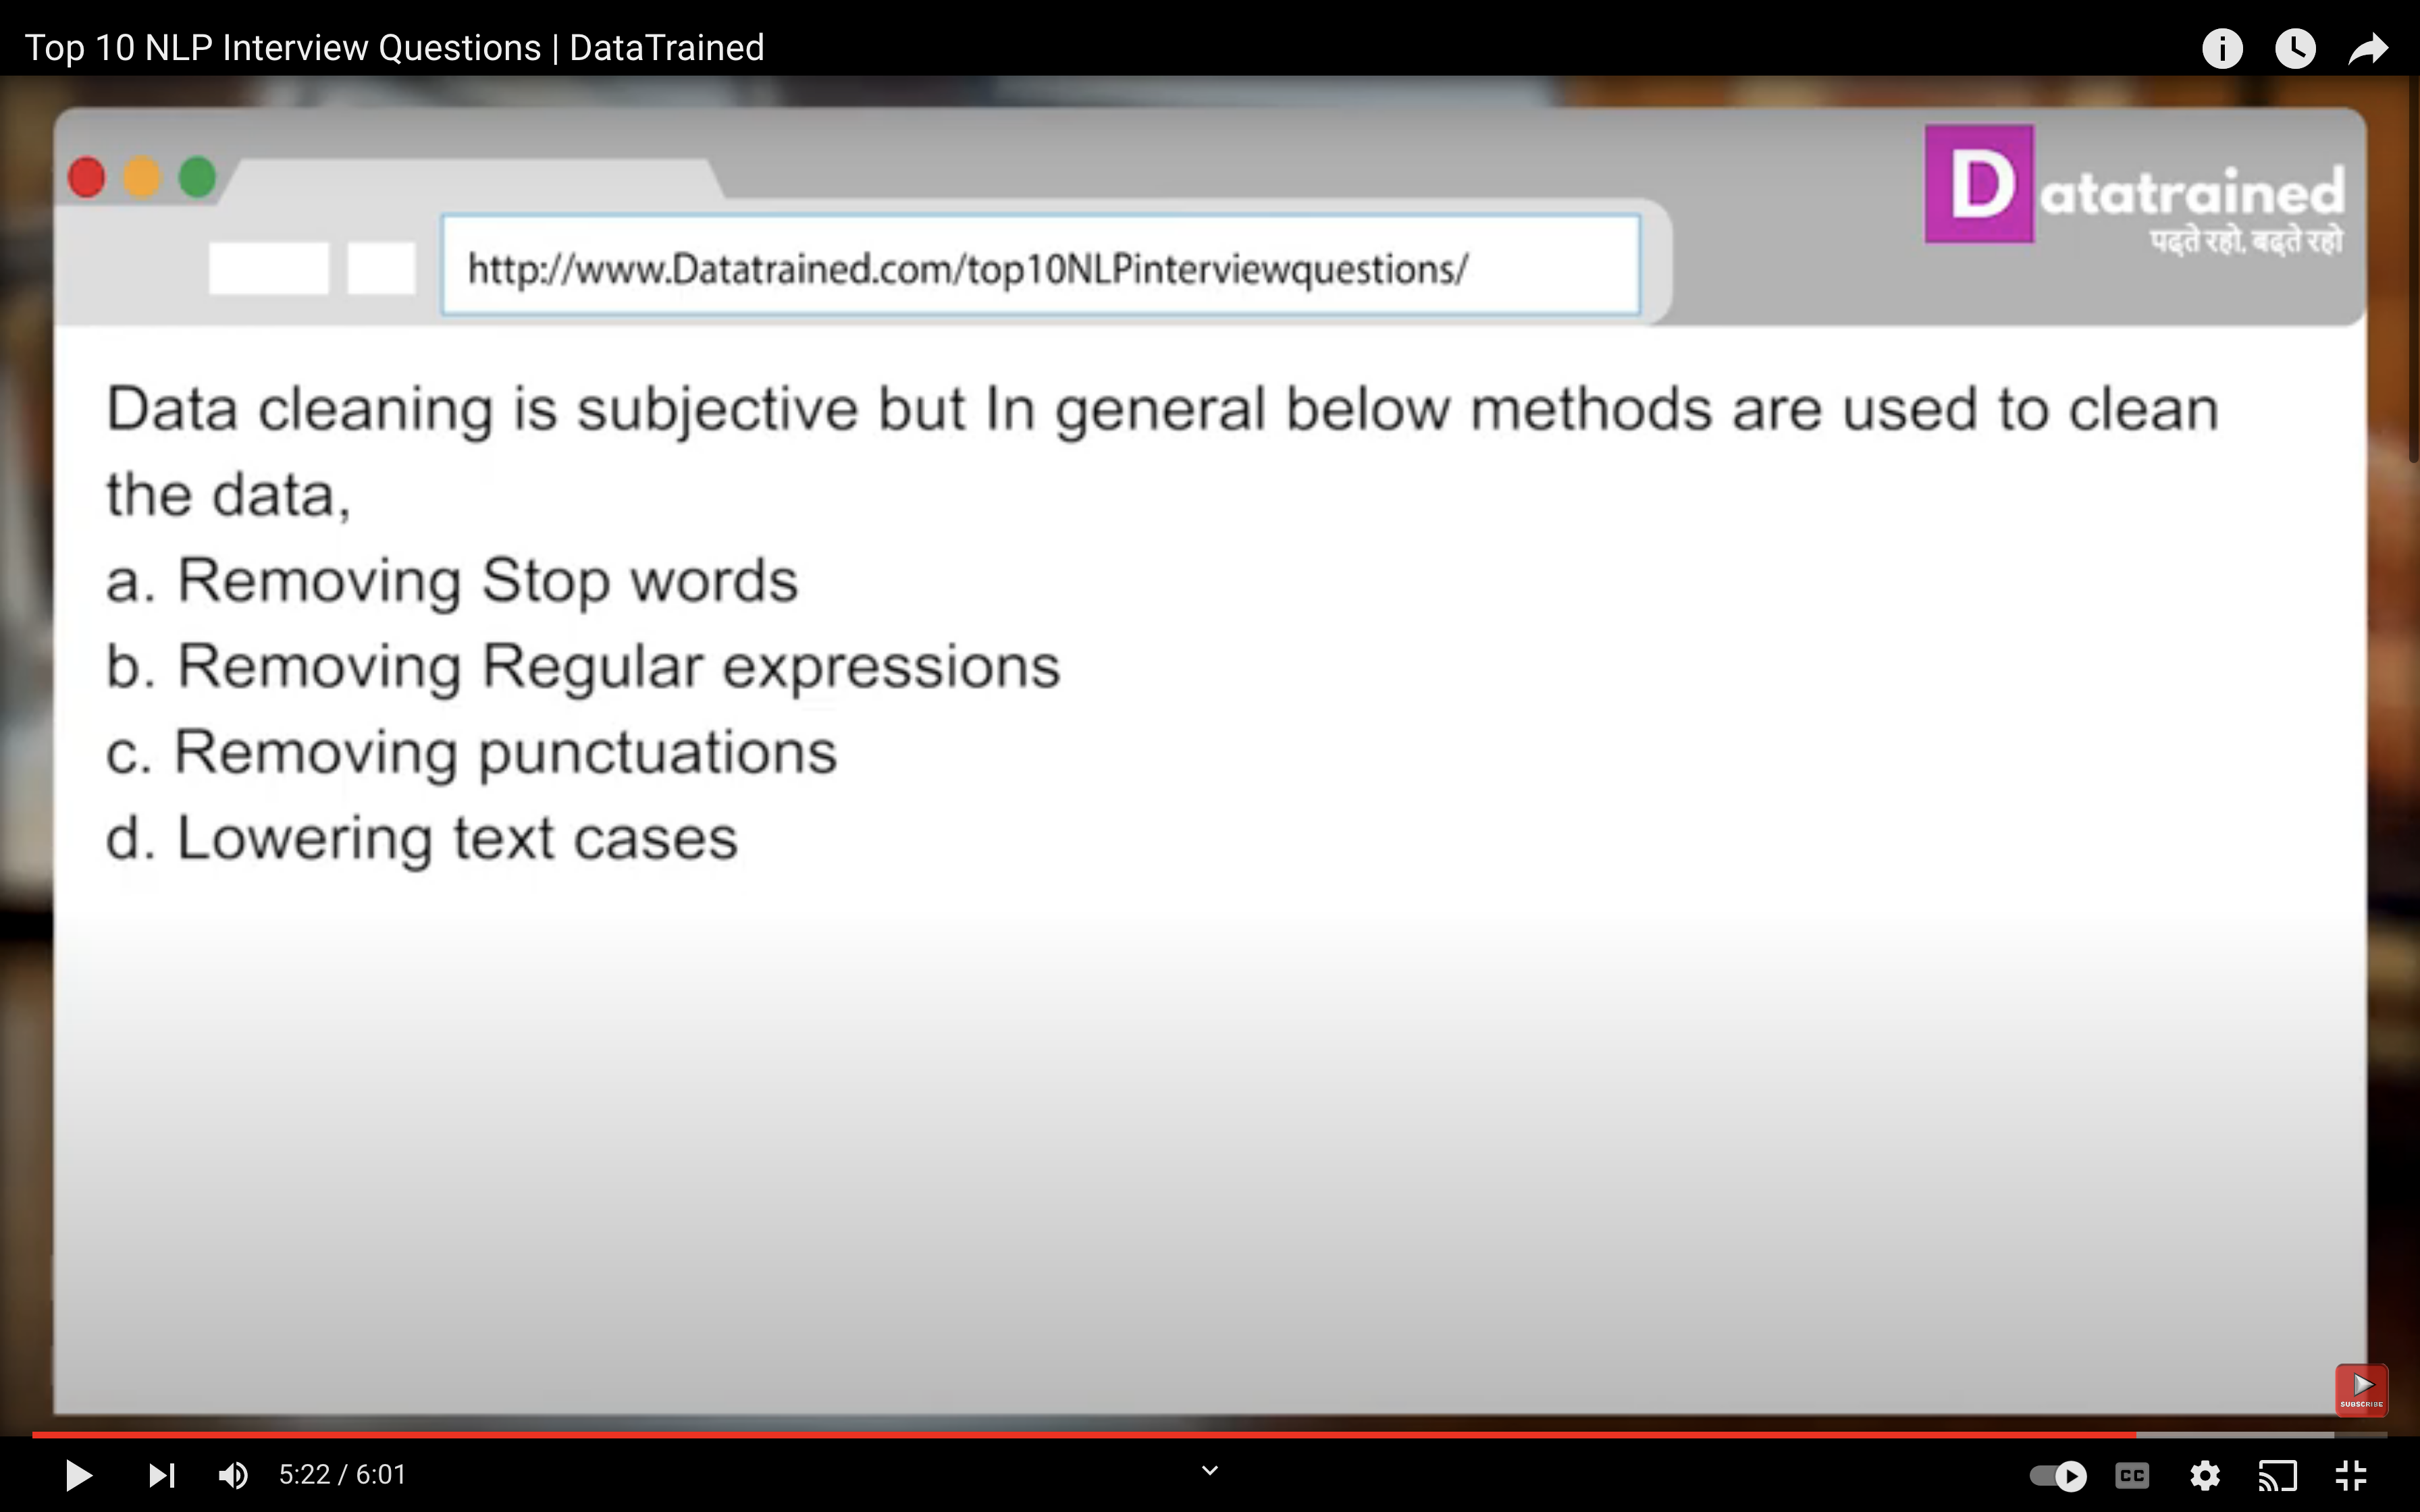 Top 10 NLP Interview Questions | DataTrained
Datatrained
पढ़ते रहो, बढ़ते रहो
http://www.Datatrained.com/top10NLPinterviewquestions/
Data cleaning is subjective but In general below methods are used to clean
the data,
a. Removing Stop words
b. Removing Regular expressions
c. Removing punctuations
d. Lowering text cases
SUBSCRIBE
5:22 / 6:01
CC